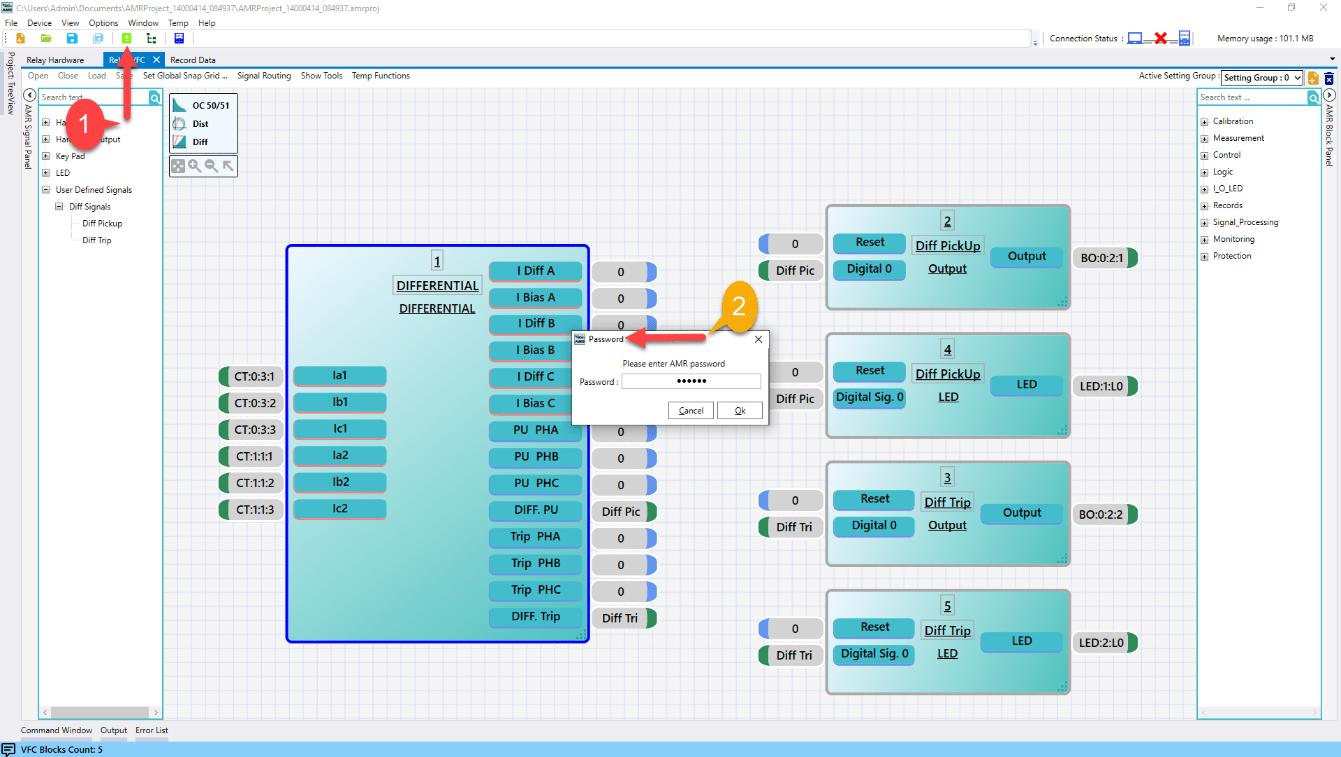 C:\Users\Admin\Documents\AMRProject_14000414_084937\AMRProject_14000414_084937.amrproj
File Device View Options Window Temp Help
Connection Status : Memory usage : 101.1 MB
Relay Hardware Record Data
Open Close Load Set Global Snap Grid ... Signal Routing Show Tools Temp Functions
Active Setting Group : Setting Group : 0
Project: TreeView
AMR Signal Panel
Search text
1
Key Pad
LED
User Defined Signals
Diff Signals
Diff Pickup
Diff Trip
OC 50/51
Dist
Diff
1
DIFFERENTIAL
DIFFERENTIAL
CT:0:3:1 Ia1
CT:0:3:2 Ib1
CT:0:3:3 Ic1
CT:1:1:1 Ia2
CT:1:1:2 Ib2
CT:1:1:3 Ic2
I Diff A 0
I Bias A 0
I Diff B 0
I Bias B
I Diff C
I Bias C
PU PHA 0
PU PHB 0
PU PHC 0
DIFF. PU Diff Pic
Trip PHA 0
Trip PHB 0
Trip PHC 0
DIFF. Trip Diff Tri
2
Password
Please enter AMR password
Password : ••••••
Cancel Ok
2
0 Reset Diff PickUp Output BO:0:2:1
Diff Pic Digital 0 Output
4
0 Reset Diff PickUp LED LED:1:L0
Diff Pic Digital Sig. 0 LED
3
0 Reset Diff Trip Output BO:0:2:2
Diff Tri Digital 0 Output
5
0 Reset Diff Trip LED LED:2:L0
Diff Tri Digital Sig. 0 LED
Search text ...
Calibration
Measurement
Control
Logic
I_O_LED
Records
Signal_Processing
Monitoring
Protection
AMR Block Panel
Command Window Output Error List
VFC Blocks Count: 5